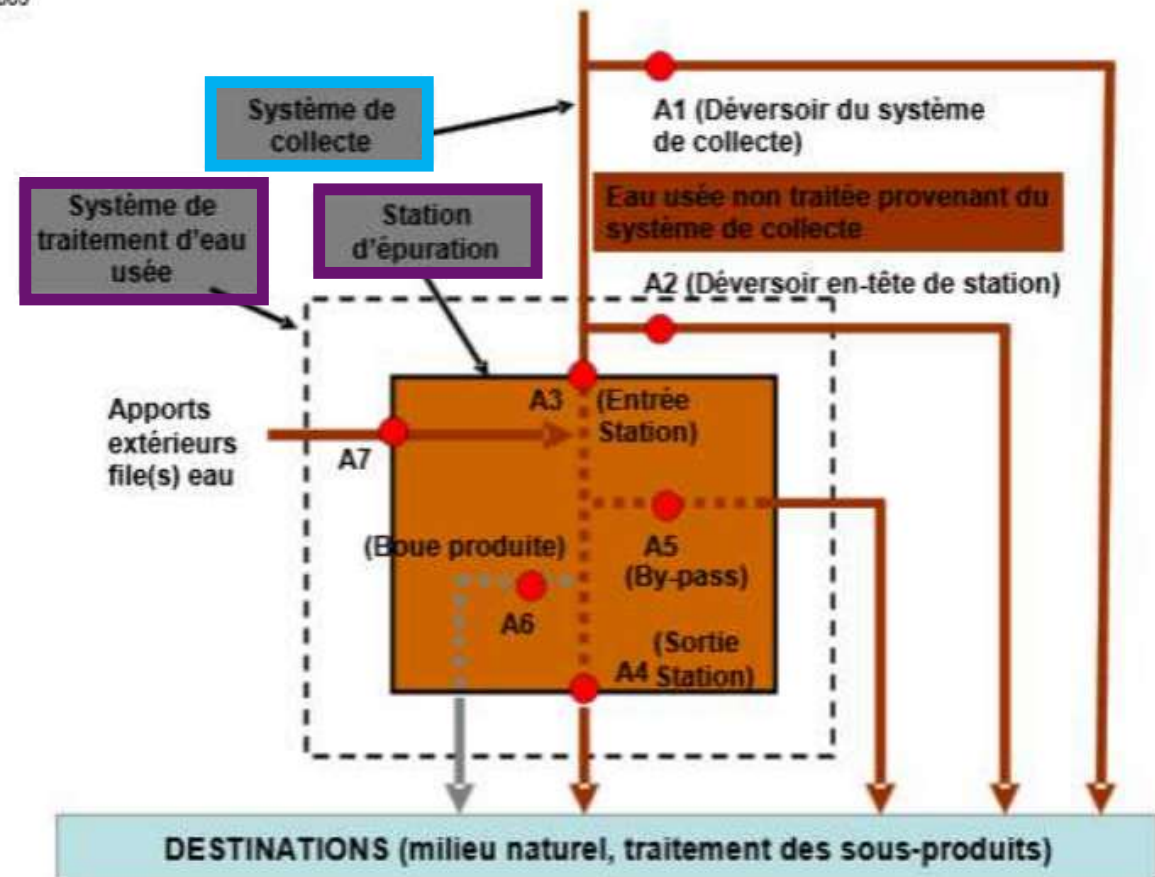 Système de
collecte
A1 (Déversoir du système
de collecte)
Système de
traitement d'eau
usée
Station
d'épuration
Eau usée non traitée provenant du
système de collecte
A2 (Déversoir en-tête de station)
Apports
extérieurs
file(s) eau
A7
A3 (Entrée
Station)
(Boue produite)
A5
(By-pass)
A6
(Sortie
A4 Station)
DESTINATIONS (milieu naturel, traitement des sous-produits)